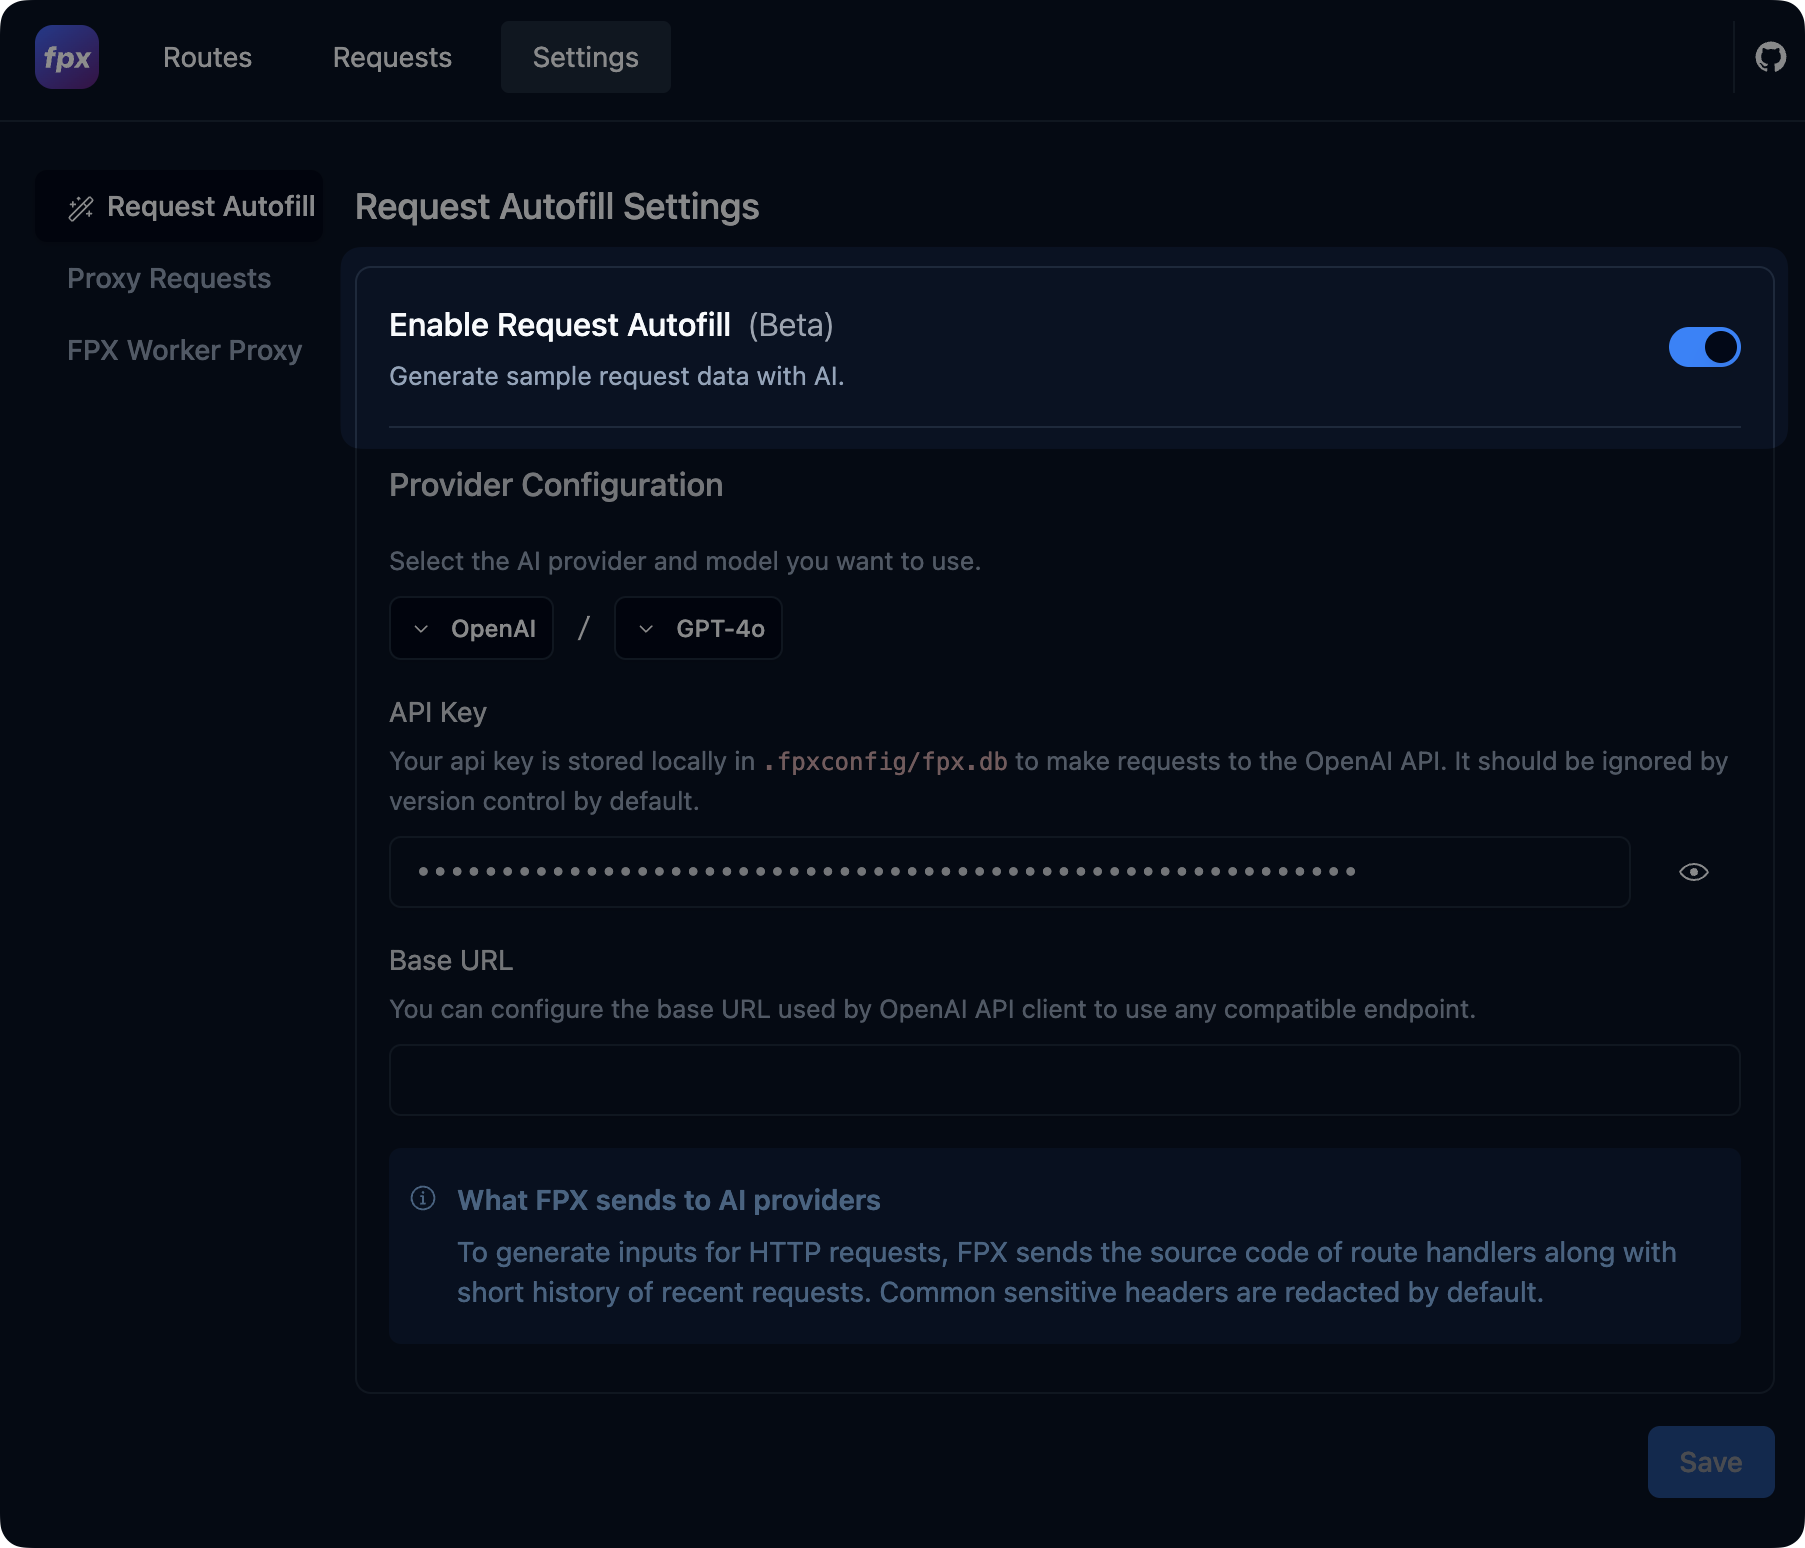 fpx
Routes
Requests
Settings
Request Autofill
Proxy Requests
FPX Worker Proxy
Request Autofill Settings
Enable Request Autofill (Beta)
Generate sample request data with AI.
Provider Configuration
Select the AI provider and model you want to use.
OpenAI / GPT-4o
API Key
Your api key is stored locally in .fpxconfig/fpx.db to make requests to the OpenAI API. It should be ignored by
version control by default.
Base URL
You can configure the base URL used by OpenAI API client to use any compatible endpoint.
What FPX sends to AI providers
To generate inputs for HTTP requests, FPX sends the source code of route handlers along with
short history of recent requests. Common sensitive headers are redacted by default.
Save